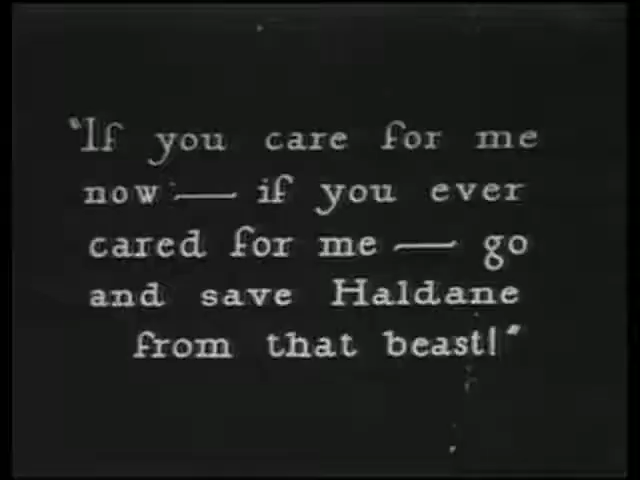 "If you care for me
now — if you ever
cared for me — go
and save Haldane
from that beast!"